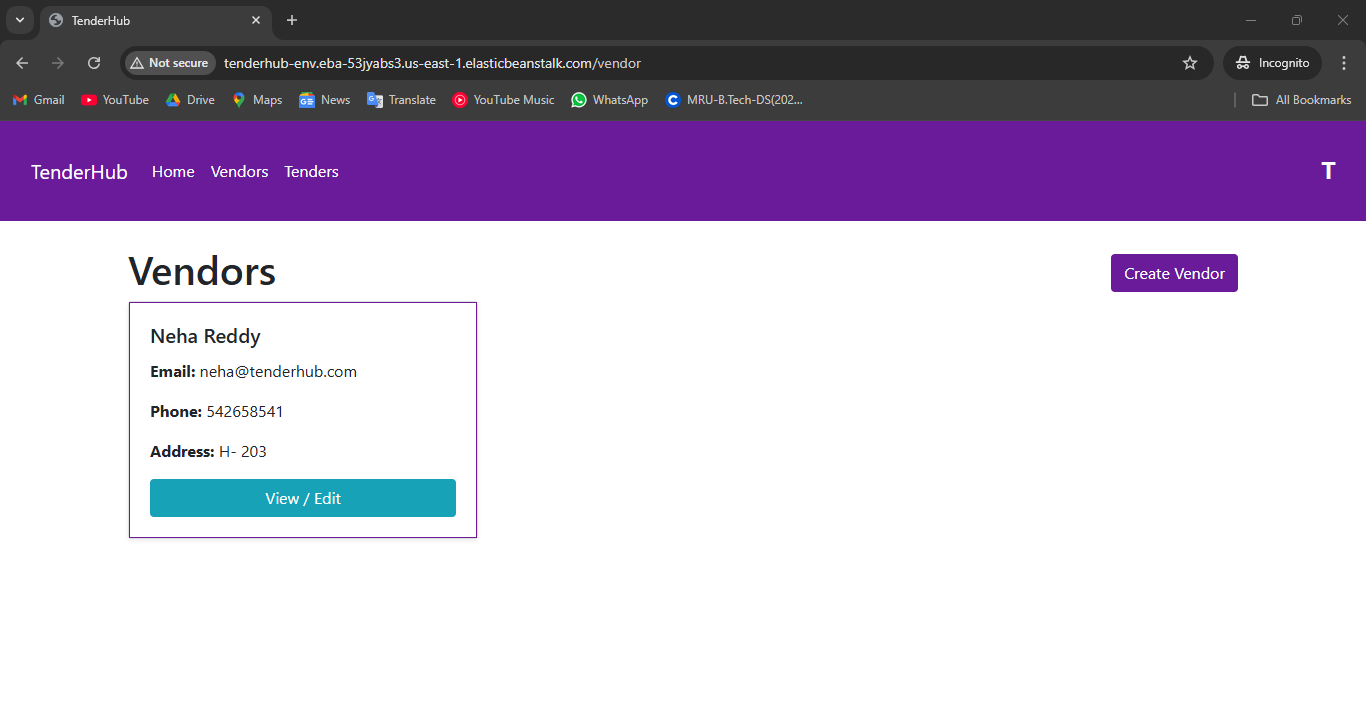 TenderHub
Not secure
tenderhub-env.eba-53jyabs3.us-east-1.elasticbeanstalk.com/vendor
Incognito
Gmail YouTube Drive Maps News Translate YouTube Music WhatsApp MRU-B.Tech-DS(202... All Bookmarks
TenderHub Home Vendors Tenders T
Vendors
Create Vendor
Neha Reddy
Email: neha@tenderhub.com
Phone: 542658541
Address: H- 203
View / Edit